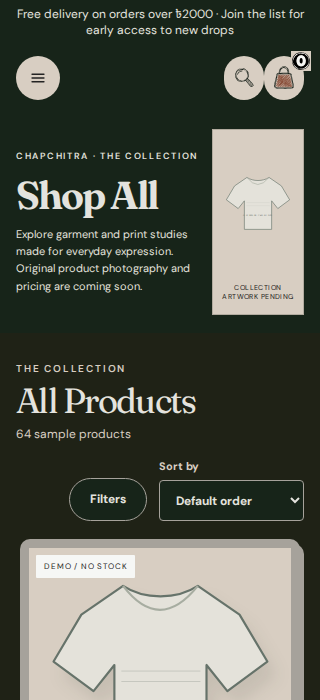 Free delivery on orders over ৳2000 · Join the list for
early access to new drops
0
CHAPCHITRA · THE COLLECTION
Shop All
Explore garment and print studies
made for everyday expression.
Original product photography and
pricing are coming soon.
COLLECTION
ARTWORK PENDING
THE COLLECTION
All Products
64 sample products
Sort by
Filters
Default order
DEMO / NO STOCK